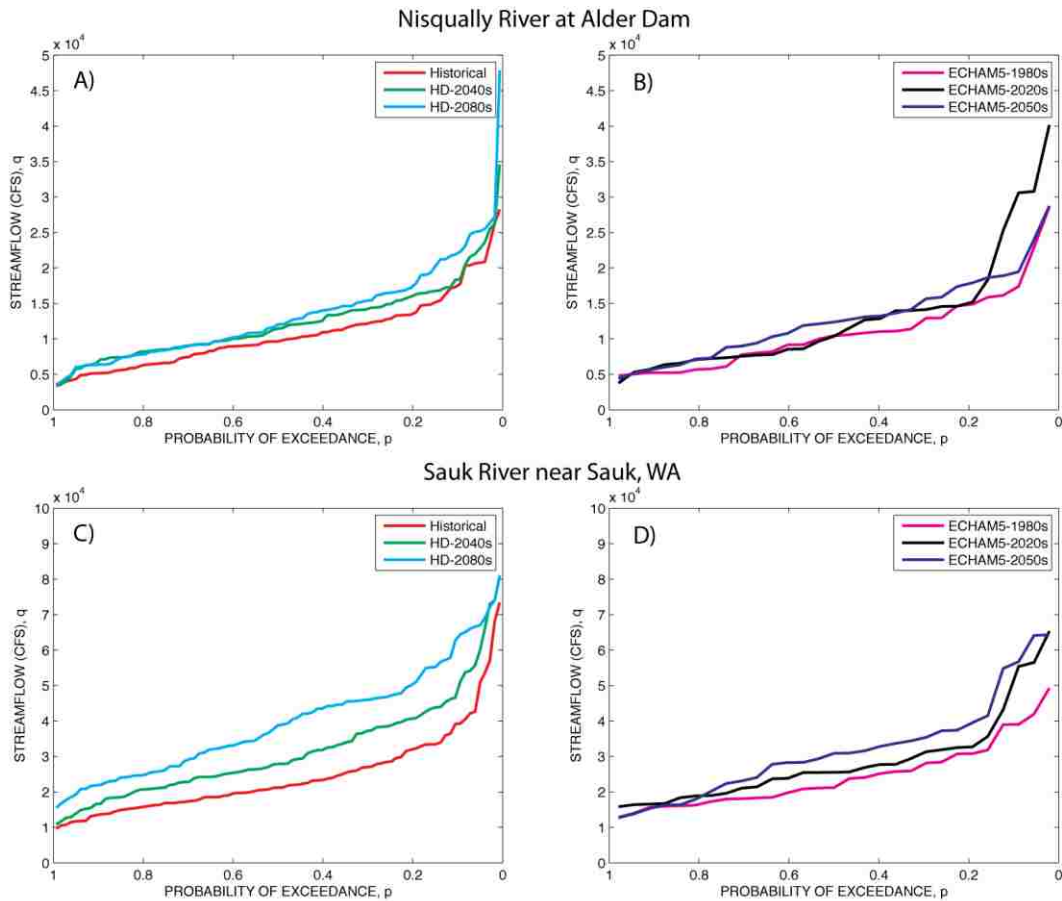 Nisqually River at Alder Dam
x 10^4
A)
Historical
HD-2040s
HD-2080s
5
4.5
4
3.5
3
2.5
2
1.5
1
0.5
0
STREAMFLOW (CFS), q
1 0.8 0.6 0.4 0.2 0
PROBABILITY OF EXCEEDANCE, p
x 10^4
B)
ECHAM5-1980s
ECHAM5-2020s
ECHAM5-2050s
5
4.5
4
3.5
3
2.5
2
1.5
1
0.5
0
STREAMFLOW (CFS), q
1 0.8 0.6 0.4 0.2 0
PROBABILITY OF EXCEEDANCE, p
Sauk River near Sauk, WA
x 10^4
C)
Historical
HD-2040s
HD-2080s
10
9
8
7
6
5
4
3
2
1
0
STREAMFLOW (CFS), q
1 0.8 0.6 0.4 0.2 0
PROBABILITY OF EXCEEDANCE, p
x 10^4
D)
ECHAM5-1980s
ECHAM5-2020s
ECHAM5-2050s
10
9
8
7
6
5
4
3
2
1
0
STREAMFLOW (CFS), q
1 0.8 0.6 0.4 0.2 0
PROBABILITY OF EXCEEDANCE, p